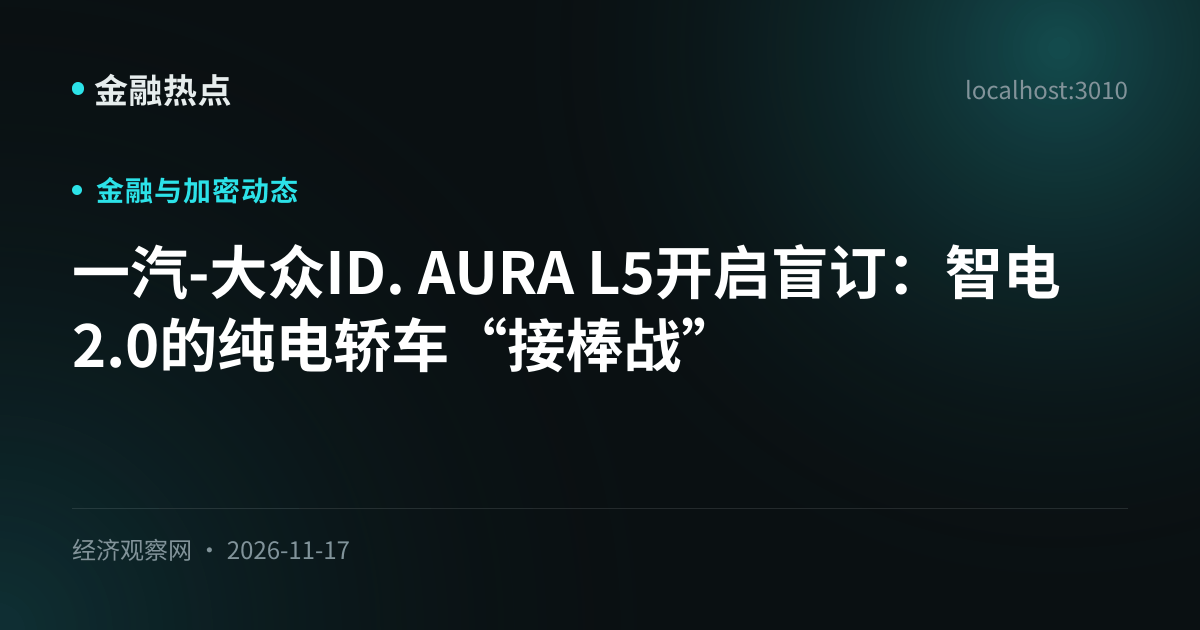 金融热点
localhost:3010
金融与加密动态
一汽-大众ID. AURA L5开启盲订：智电
2.0的纯电轿车“接棒战”
经济观察网 · 2026-11-17